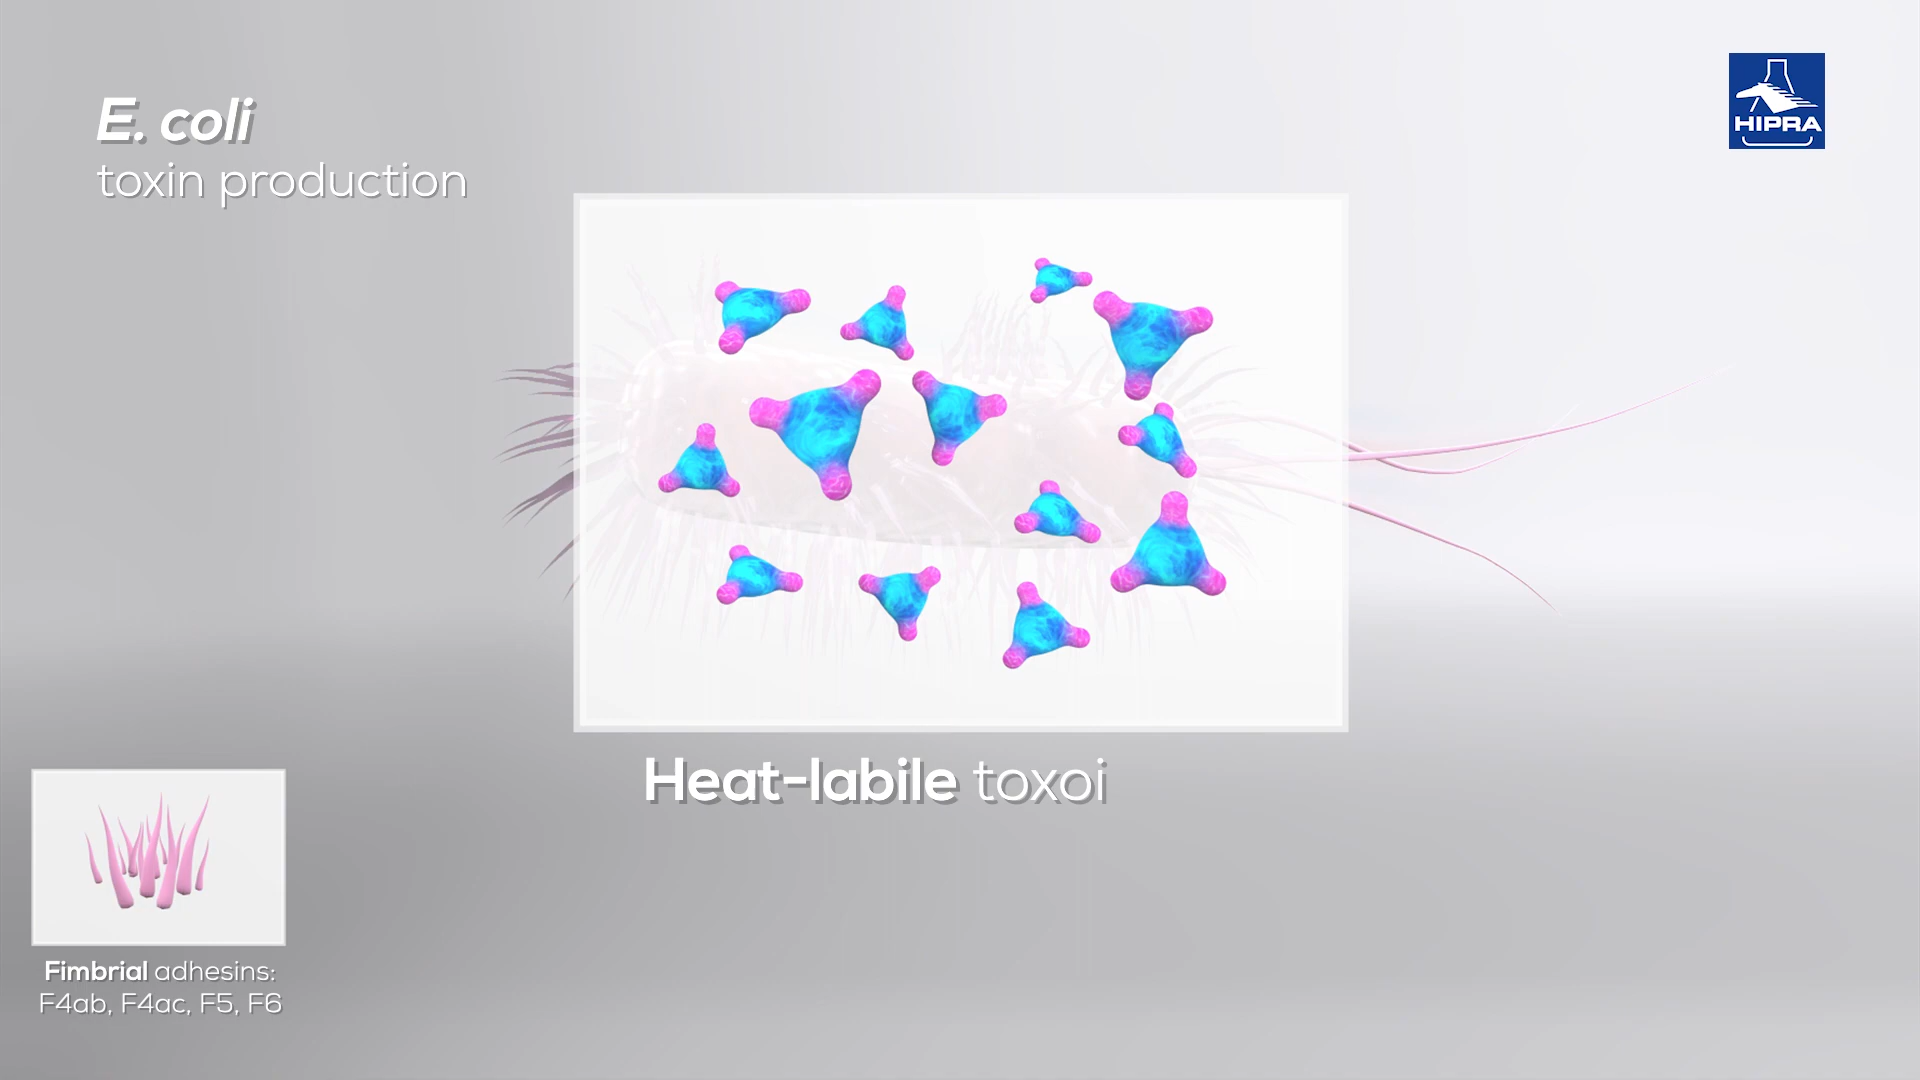 E. coli
toxin production
HIPRA
Heat-labile toxoi
Fimbrial adhesins:
F4ab, F4ac, F5, F6